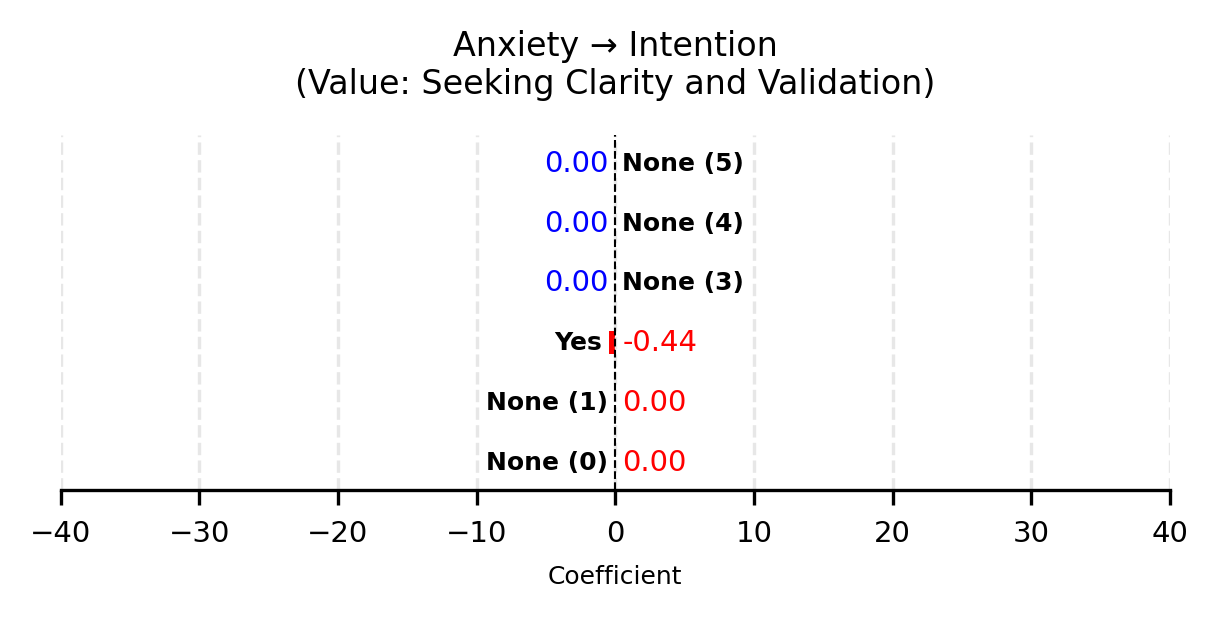 Anxiety → Intention
(Value: Seeking Clarity and Validation)
0.00 None (5)
0.00 None (4)
0.00 None (3)
Yes -0.44
None (1) 0.00
None (0) 0.00
−40 −30 −20 −10 0 10 20 30 40
Coefficient